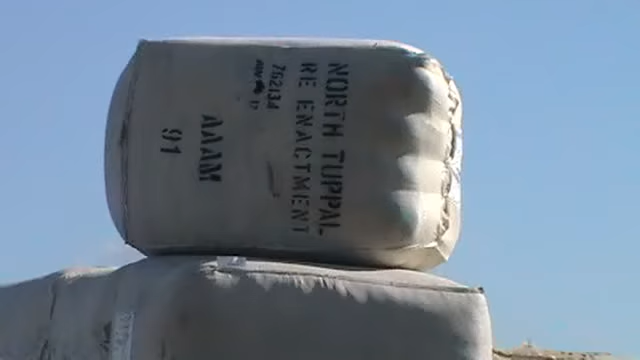 NORTH TUPPAL
RE ENACTMENT
762134
AAAM
91